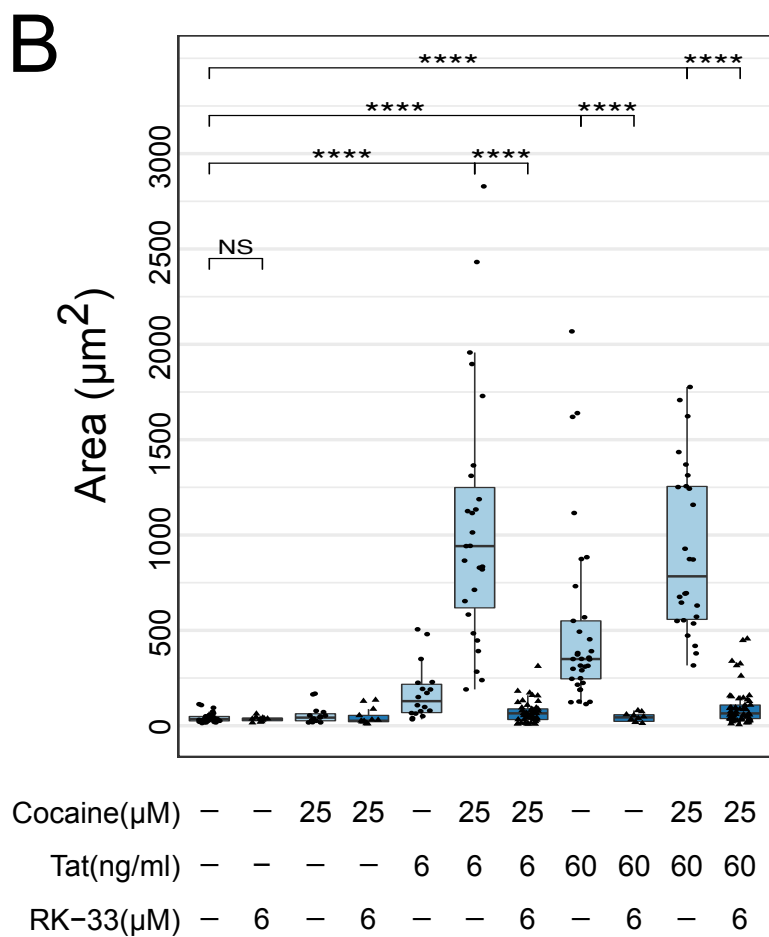 B
**** ****
**** ****
**** ****
NS
3000
2500
2000
1500
1000
500
0
Area (µm²)
Cocaine(µM) – – 25 25 – 25 25 – – 25 25
Tat(ng/ml) – – – – 6 6 6 60 60 60 60
RK−33(µM) – 6 – 6 – – 6 – 6 – 6